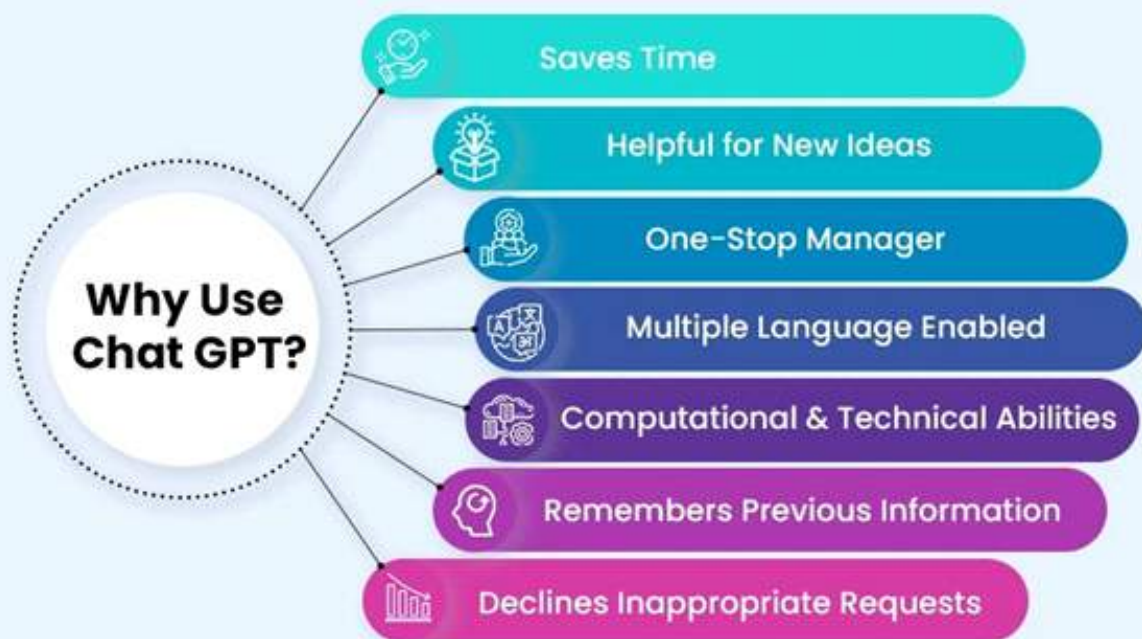 Why Use
Chat GPT?
Saves Time
Helpful for New Ideas
One-Stop Manager
Multiple Language Enabled
Computational & Technical Abilities
Remembers Previous Information
Declines Inappropriate Requests